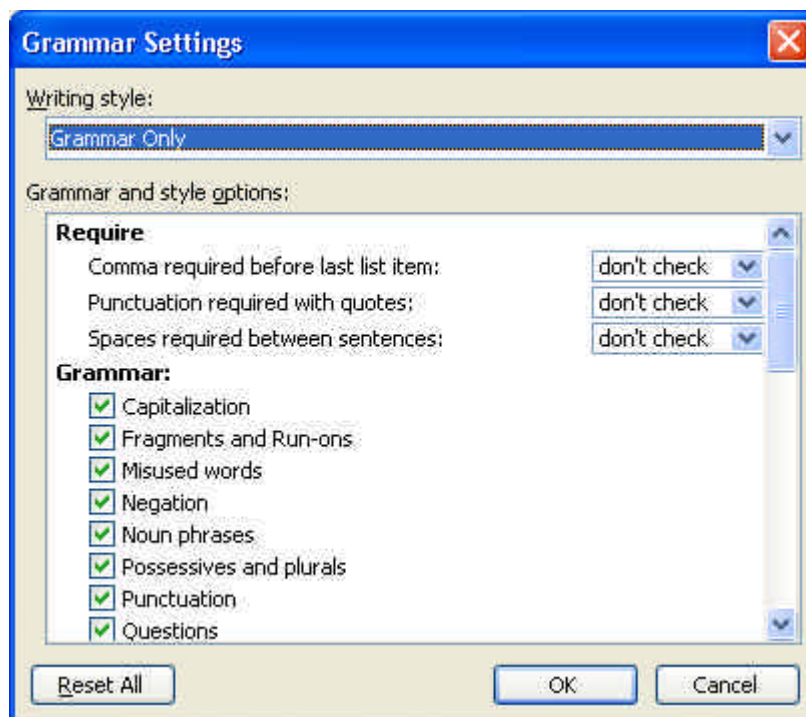 Grammar Settings
Writing style:
Grammar Only
Grammar and style options:
Require
Comma required before last list item: don't check
Punctuation required with quotes: don't check
Spaces required between sentences: don't check
Grammar:
Capitalization
Fragments and Run-ons
Misused words
Negation
Noun phrases
Possessives and plurals
Punctuation
Questions
Reset All OK Cancel